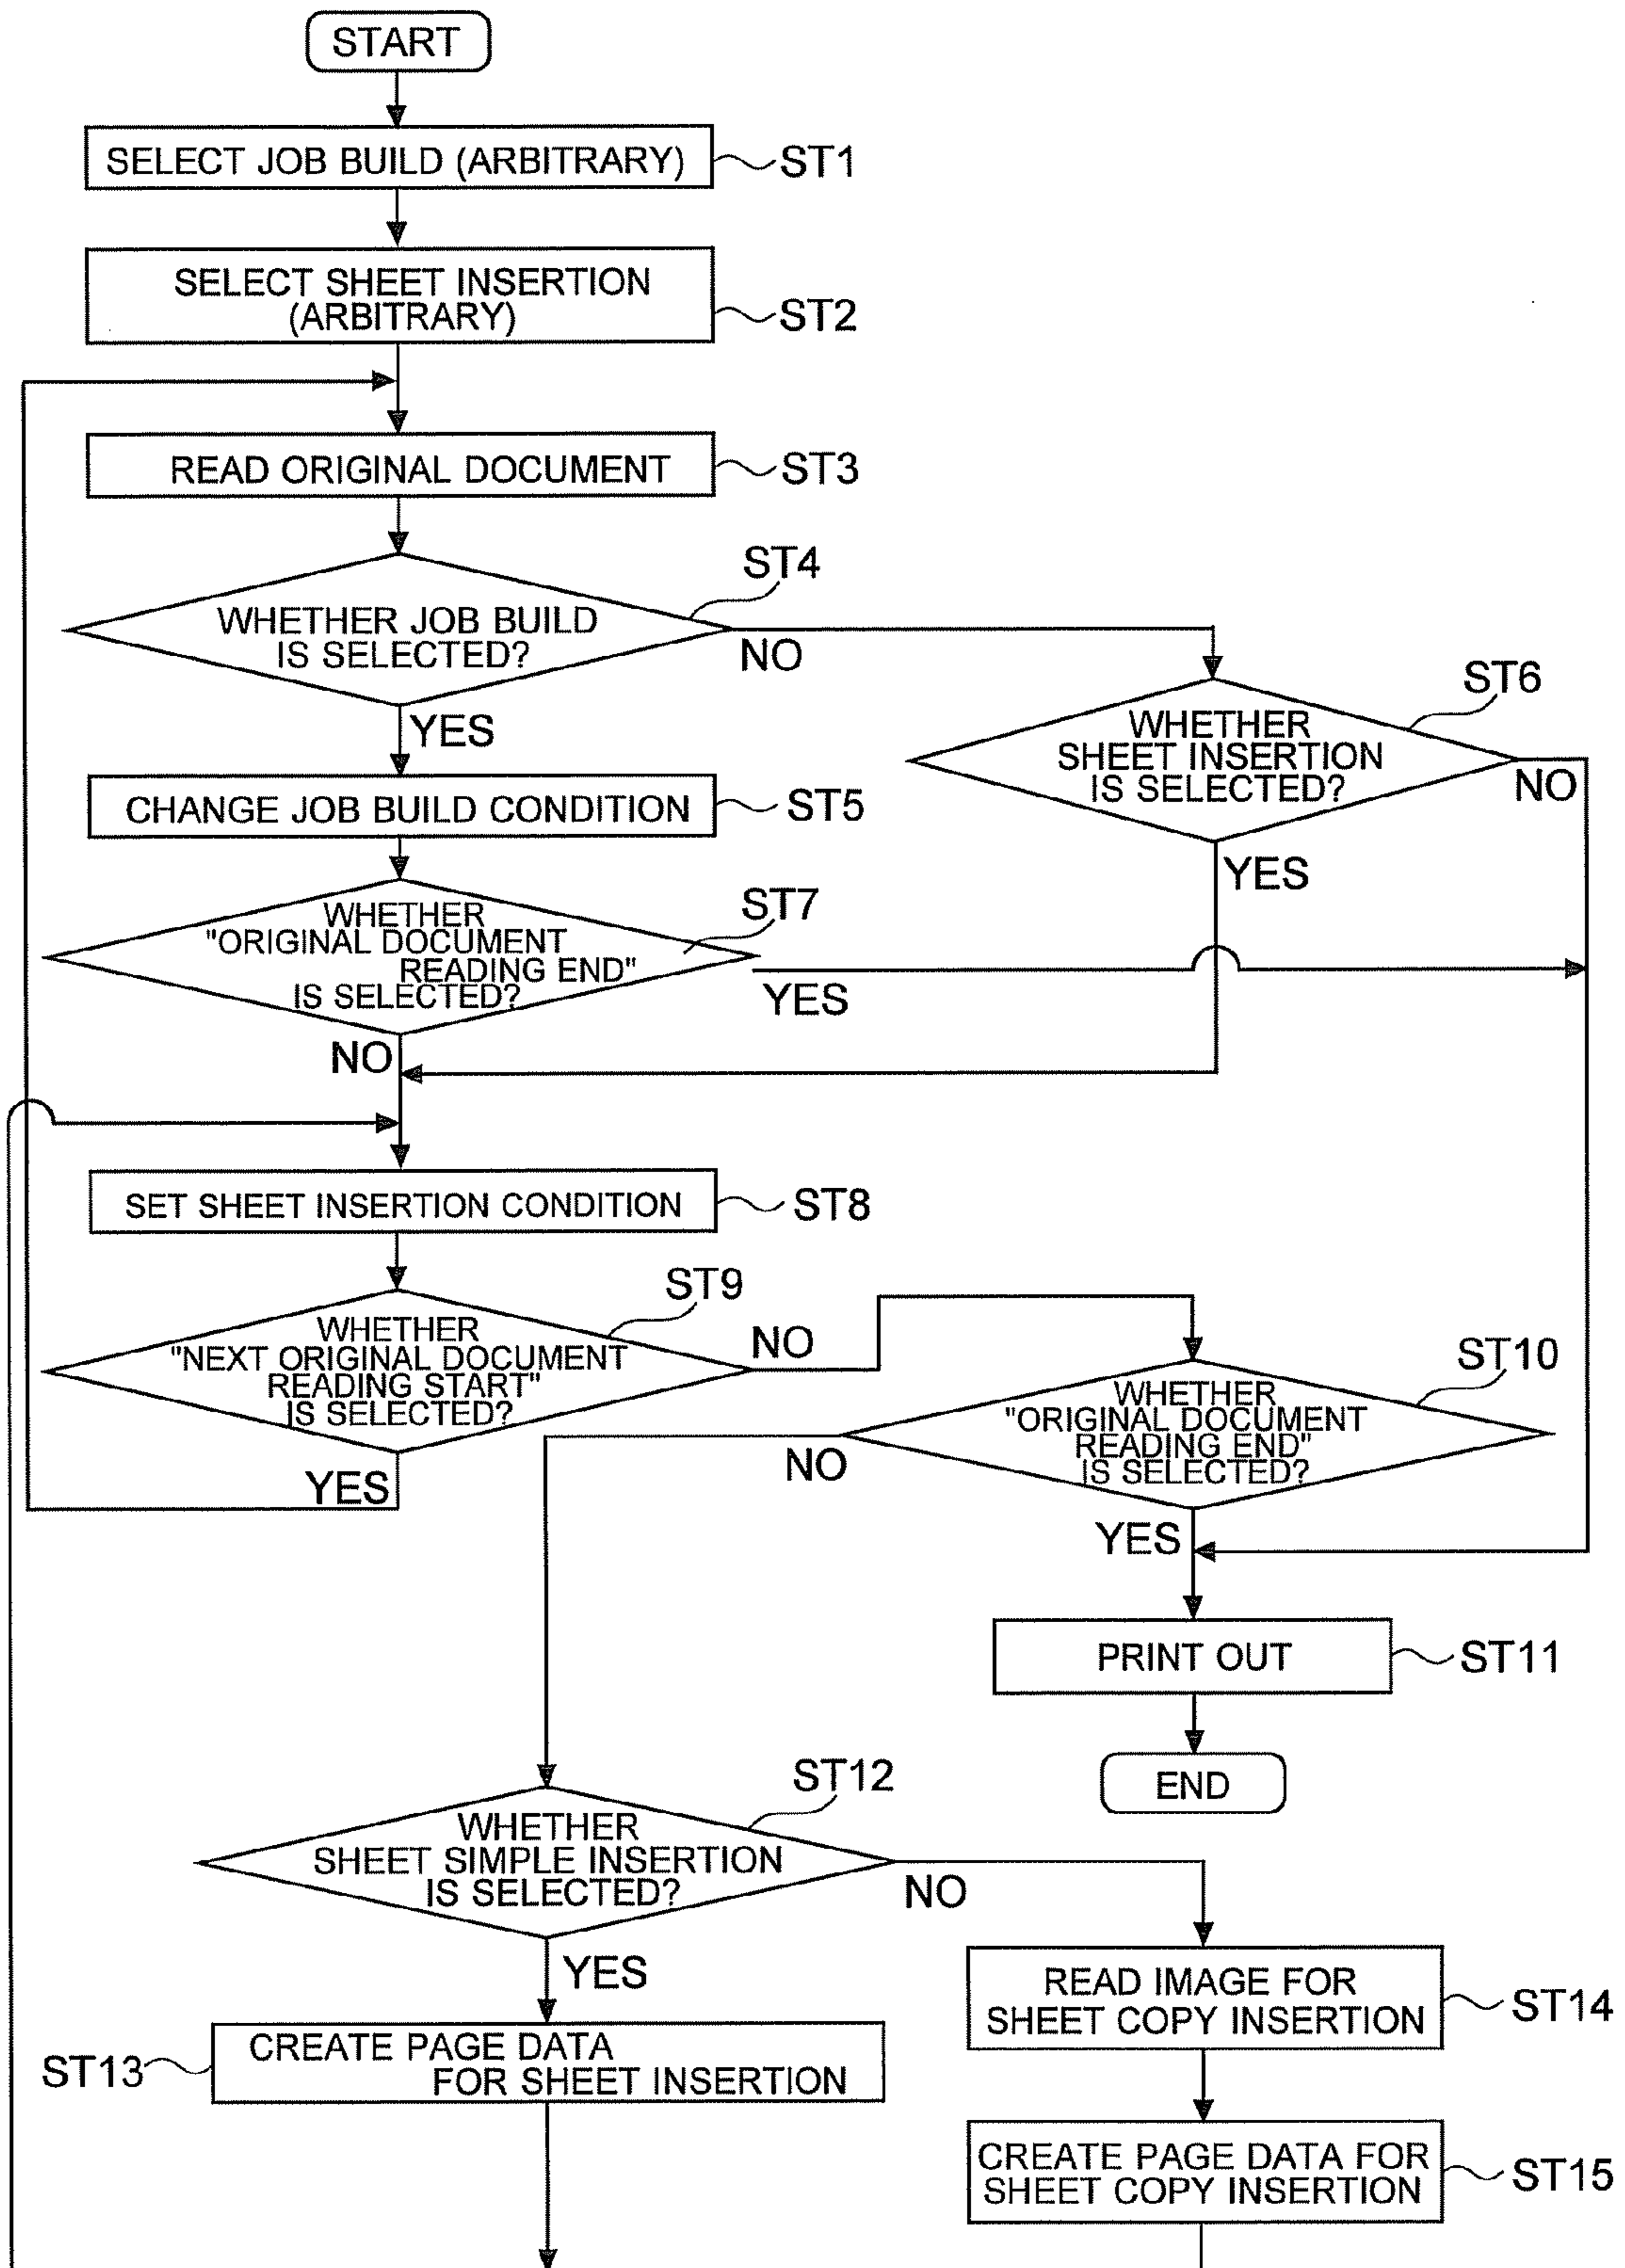 START
SELECT JOB BUILD (ARBITRARY)
ST1
SELECT SHEET INSERTION
(ARBITRARY)
ST2
READ ORIGINAL DOCUMENT
ST3
ST4
WHETHER JOB BUILD
IS SELECTED?
NO
YES
ST6
WHETHER
SHEET INSERTION
IS SELECTED?
NO
YES
CHANGE JOB BUILD CONDITION
ST5
ST7
WHETHER
"ORIGINAL DOCUMENT
READING END"
IS SELECTED?
YES
NO
SET SHEET INSERTION CONDITION
ST8
ST9
WHETHER
"NEXT ORIGINAL DOCUMENT
READING START"
IS SELECTED?
NO
YES
ST10
WHETHER
"ORIGINAL DOCUMENT
READING END"
IS SELECTED?
NO
YES
PRINT OUT
ST11
END
ST12
WHETHER
SHEET SIMPLE INSERTION
IS SELECTED?
NO
YES
ST13
CREATE PAGE DATA
FOR SHEET INSERTION
READ IMAGE FOR
SHEET COPY INSERTION
ST14
CREATE PAGE DATA FOR
SHEET COPY INSERTION
ST15